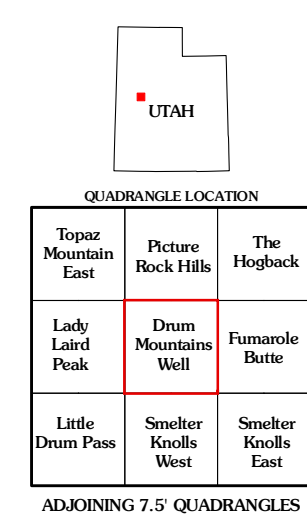 UTAH
QUADRANGLE LOCATION
Topaz
Mountain
East
Picture
Rock Hills
The
Hogback
Lady
Laird
Peak
Drum
Mountains
Well
Fumarole
Butte
Little
Drum Pass
Smelter
Knolls
West
Smelter
Knolls
East
ADJOINING 7.5' QUADRANGLES